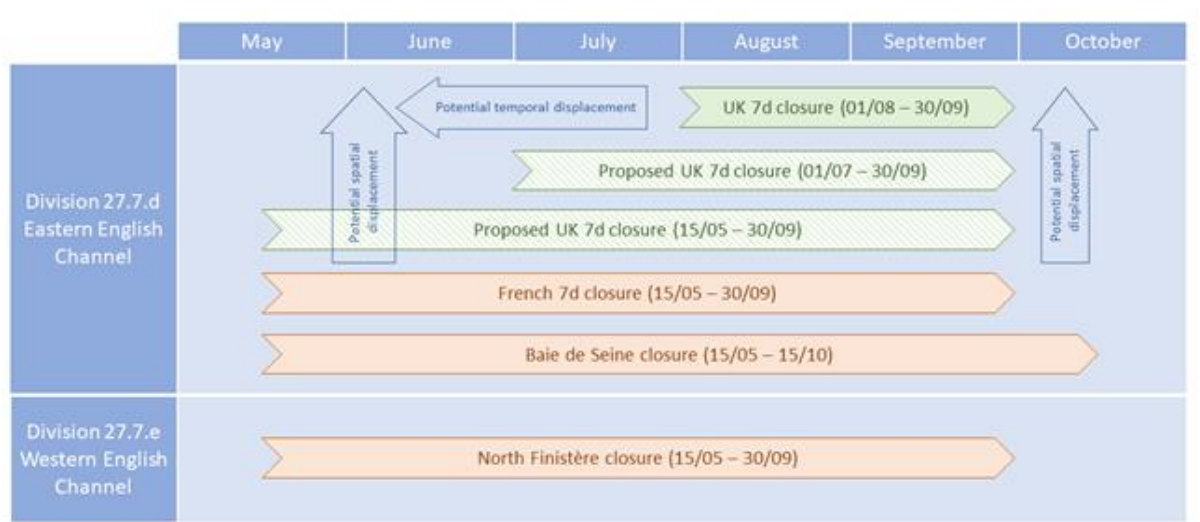 May
June
July
August
September
October
Division 27.7.d
Eastern English
Channel
Potential temporal displacement
UK 7d closure (01/08 – 30/09)
Potential spatial
displacement
Potential spatial
displacement
Proposed UK 7d closure (01/07 – 30/09)
Proposed UK 7d closure (15/05 – 30/09)
French 7d closure (15/05 – 30/09)
Baie de Seine closure (15/05 – 15/10)
Division 27.7.e
Western English
Channel
North Finistère closure (15/05 – 30/09)